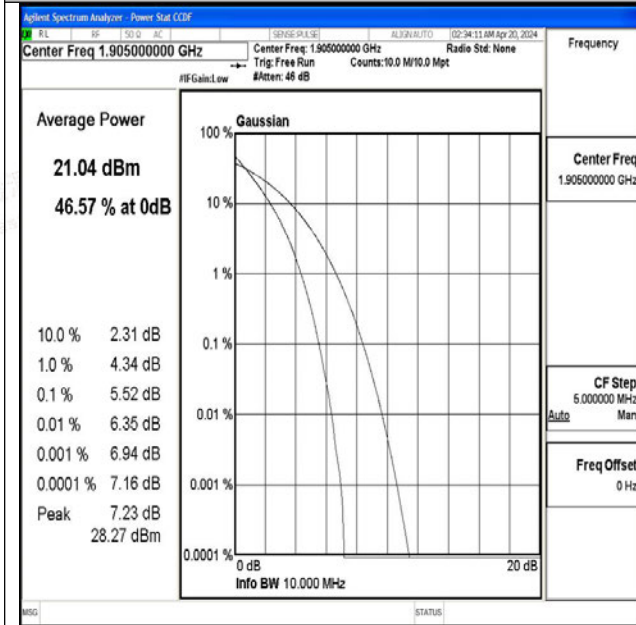 Agilent Spectrum Analyzer - Power Stat CCDF
RL RF 50 Ω AC SENSE:PULSE ALIGN AUTO 02:34:11 AM Apr 20, 2024
Center Freq 1.905000000 GHz
Center Freq: 1.905000000 GHz Radio Std: None
Trig: Free Run Counts:10.0 M/10.0 Mpt
#IFGain:Low #Atten: 46 dB
Average Power
21.04 dBm
46.57 % at 0dB
10.0 % 2.31 dB
1.0 % 4.34 dB
0.1 % 5.52 dB
0.01 % 6.35 dB
0.001 % 6.94 dB
0.0001 % 7.16 dB
Peak 7.23 dB
28.27 dBm
Gaussian
100 %
10 %
1 %
0.1 %
0.01 %
0.001 %
0.0001 %
0 dB 20 dB
Info BW 10.000 MHz
Frequency
Center Freq
1.905000000 GHz
CF Step
5.000000 MHz
Auto Man
Freq Offset
0 Hz
MSG STATUS